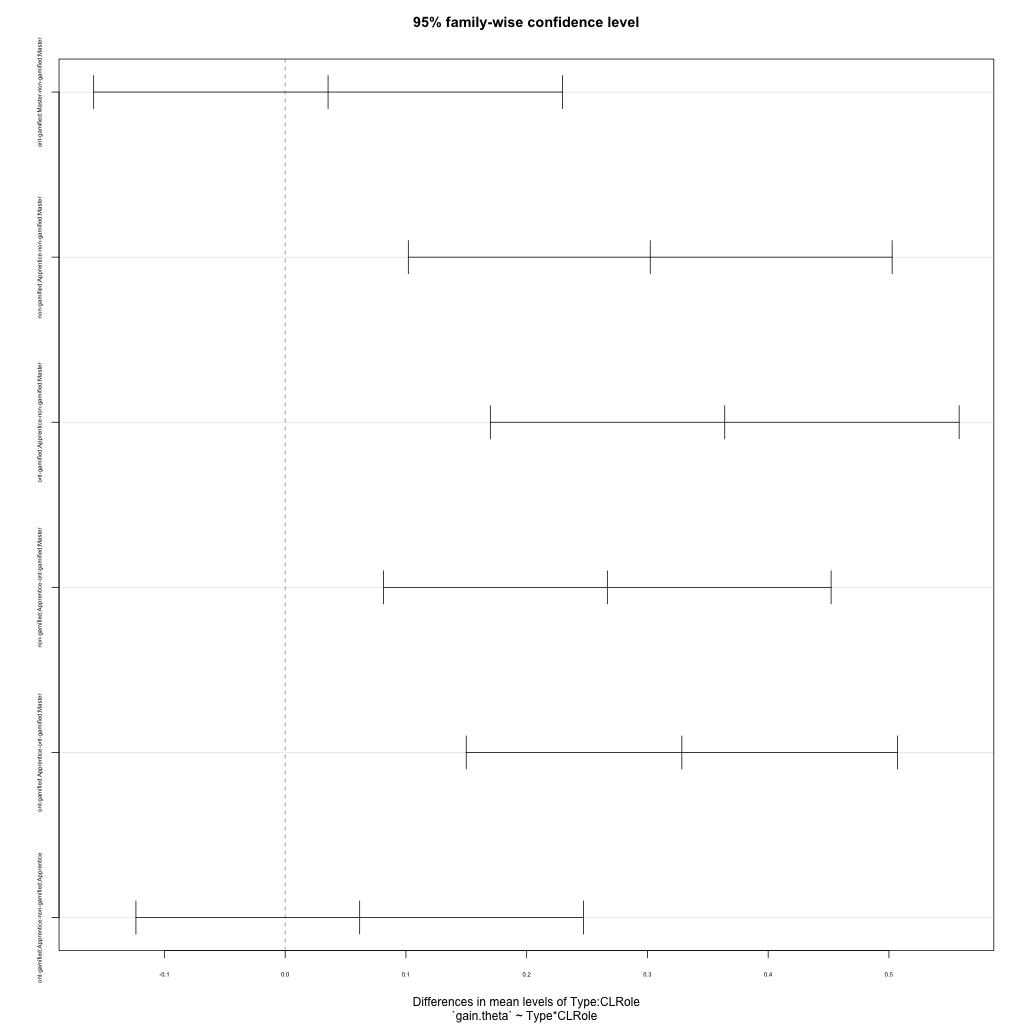 95% family-wise confidence level
ont-gamified:Master-non-gamified:Master
non-gamified:Apprentice-non-gamified:Master
ont-gamified:Apprentice-non-gamified:Master
non-gamified:Apprentice-ont-gamified:Master
ont-gamified:Apprentice-ont-gamified:Master
ont-gamified:Apprentice-non-gamified:Apprentice
-0.1 0.0 0.1 0.2 0.3 0.4 0.5
Differences in mean levels of Type:CLRole
`gain.theta` ~ Type*CLRole